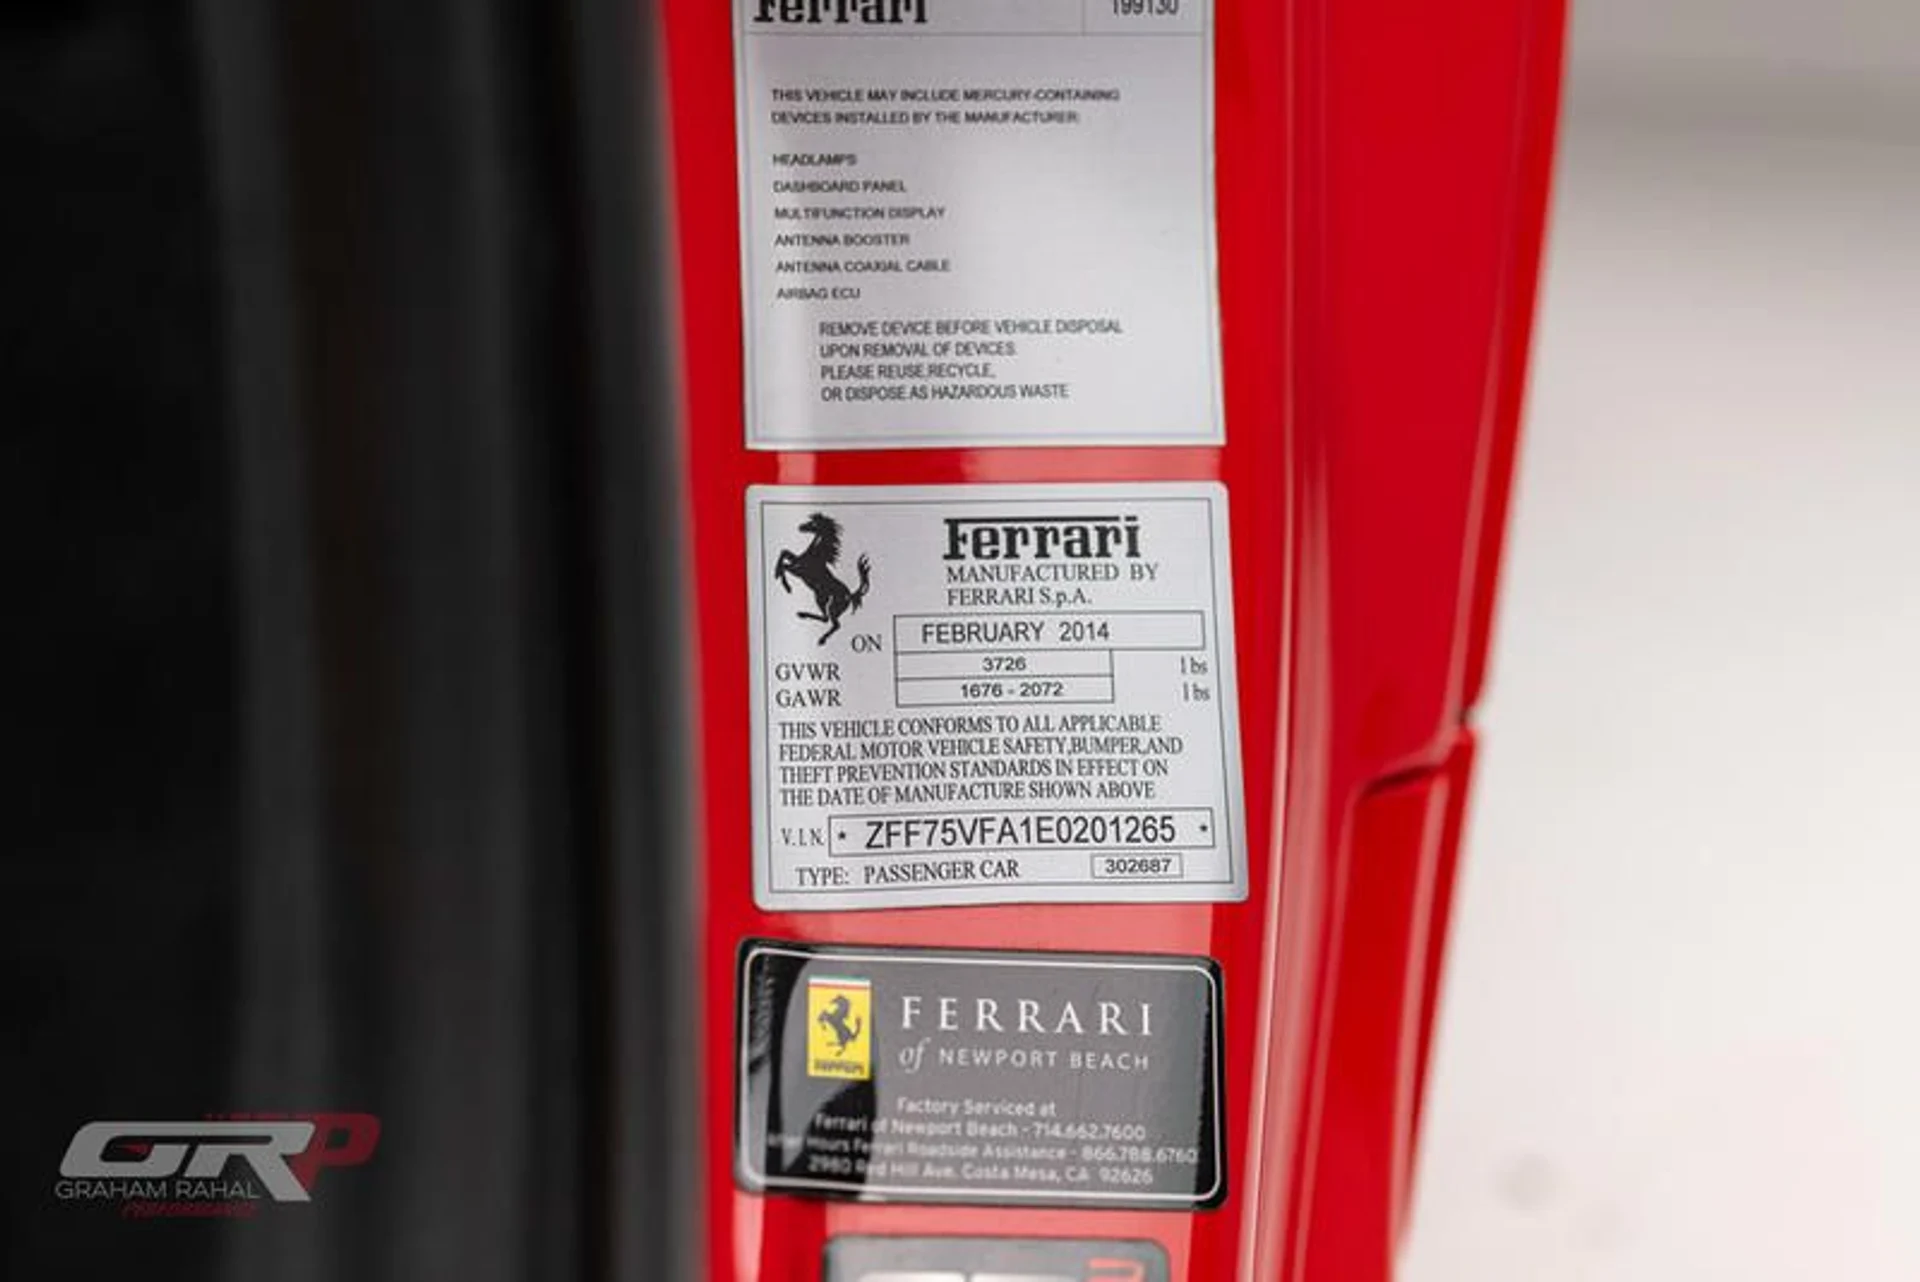 Ferrari 199130
THIS VEHICLE MAY INCLUDE MERCURY-CONTAINING
DEVICES INSTALLED BY THE MANUFACTURER:
HEADLAMPS
DASHBOARD PANEL
MULTIFUNCTION DISPLAY
ANTENNA BOOSTER
ANTENNA COAXIAL CABLE
AIRBAG ECU
REMOVE DEVICE BEFORE VEHICLE DISPOSAL
UPON REMOVAL OF DEVICES
PLEASE REUSE,RECYCLE,
OR DISPOSE AS HAZARDOUS WASTE
Ferrari
MANUFACTURED BY
FERRARI S.p.A.
ON FEBRUARY 2014
GVWR 3726 lbs
GAWR 1676 - 2072 lbs
THIS VEHICLE CONFORMS TO ALL APPLICABLE
FEDERAL MOTOR VEHICLE SAFETY,BUMPER,AND
THEFT PREVENTION STANDARDS IN EFFECT ON
THE DATE OF MANUFACTURE SHOWN ABOVE
V.I.N. * ZFF75VFA1E0201265 *
TYPE: PASSENGER CAR 302687
FERRARI
of NEWPORT BEACH
Ferrari
Factory Serviced at
Ferrari of Newport Beach - 714.662.7600
After Hours Ferrari Roadside Assistance - 866.788.6760
2980 Red Hill Ave. Costa Mesa, CA 92626
GRP
GRAHAM RAHAL
PERFORMANCE